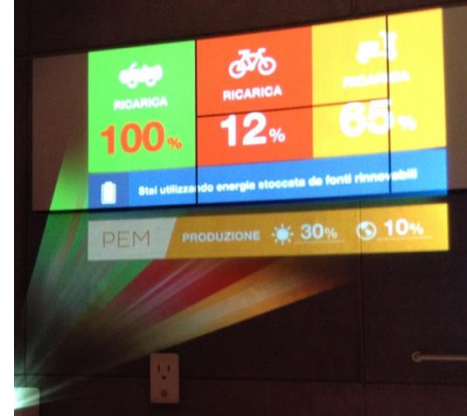 RICARICA
100%
RICARICA
12%
RICARICA
65%
Stai utilizzando energia stoccata da fonti rinnovabili
PEM PRODUZIONE 30% 10%